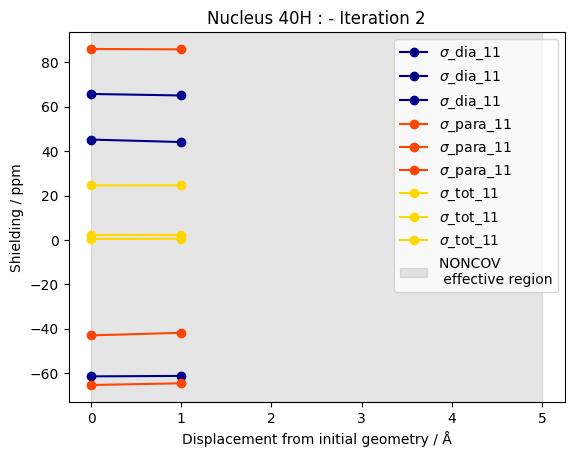 Nucleus 40H : - Iteration 2
Shielding / ppm
80
60
40
20
0
−20
−40
−60
σ_dia_11
σ_dia_11
σ_dia_11
σ_para_11
σ_para_11
σ_para_11
σ_tot_11
σ_tot_11
σ_tot_11
NONCOV
effective region
0 1 2 3 4 5
Displacement from initial geometry / Å